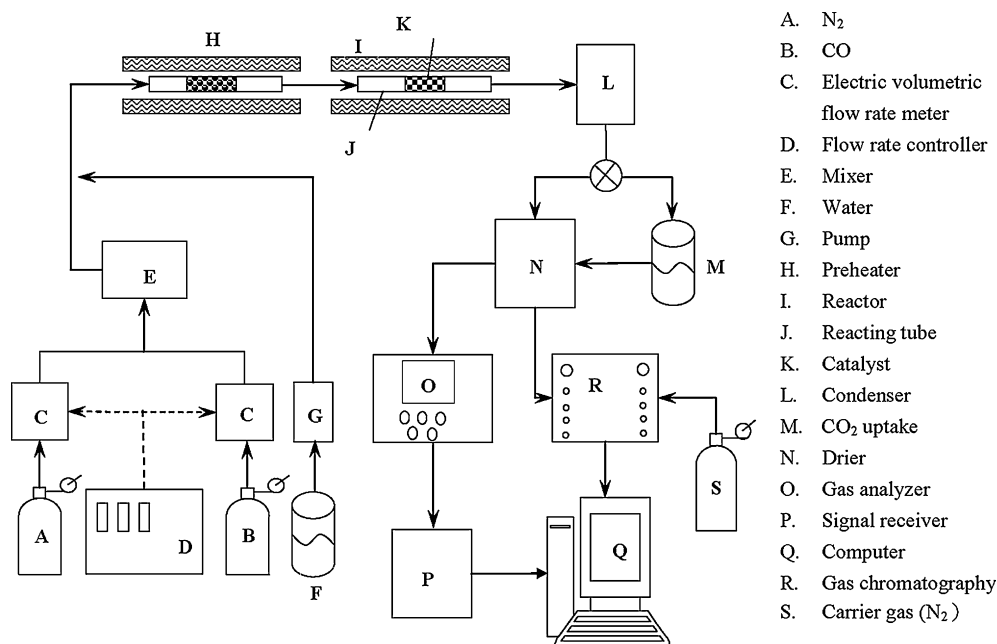 H
I
K
J
L
E
N
M
C
C
G
O
R
A
D
B
F
P
Q
S
A. N₂
B. CO
C. Electric volumetric
flow rate meter
D. Flow rate controller
E. Mixer
F. Water
G. Pump
H. Preheater
I. Reactor
J. Reacting tube
K. Catalyst
L. Condenser
M. CO₂ uptake
N. Drier
O. Gas analyzer
P. Signal receiver
Q. Computer
R. Gas chromatography
S. Carrier gas (N₂ )